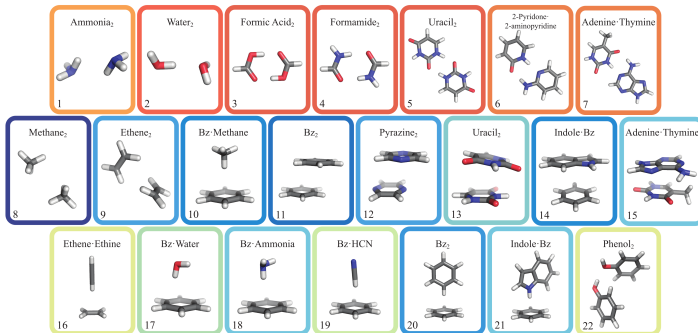 Ammonia₂
1
Water₂
2
Formic Acid₂
3
Formamide₂
4
Uracil₂
5
2-Pyridone·
2-aminopyridine
6
Adenine·Thymine
7
Methane₂
8
Ethene₂
9
Bz·Methane
10
Bz₂
11
Pyrazine₂
12
Uracil₂
13
Indole·Bz
14
Adenine·Thymine
15
Ethene·Ethine
16
Bz·Water
17
Bz·Ammonia
18
Bz·HCN
19
Bz₂
20
Indole·Bz
21
Phenol₂
22